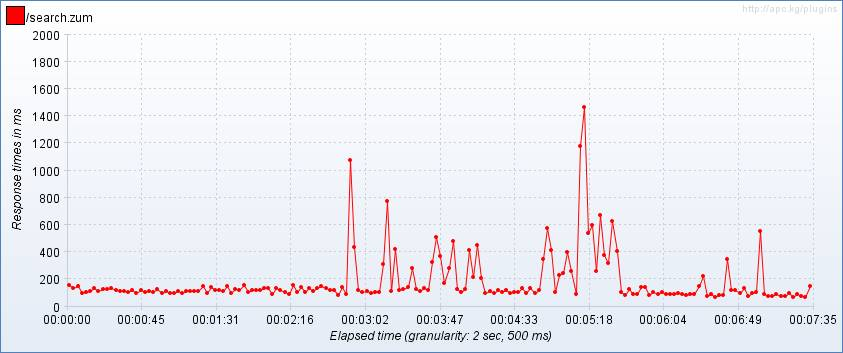 http://apc.kg/plugins
/search.zum
2000
1800
1600
1400
1200
1000
800
600
400
200
0
Response times in ms
00:00:00 00:00:45 00:01:31 00:02:16 00:03:02 00:03:47 00:04:33 00:05:18 00:06:04 00:06:49 00:07:35
Elapsed time (granularity: 2 sec, 500 ms)